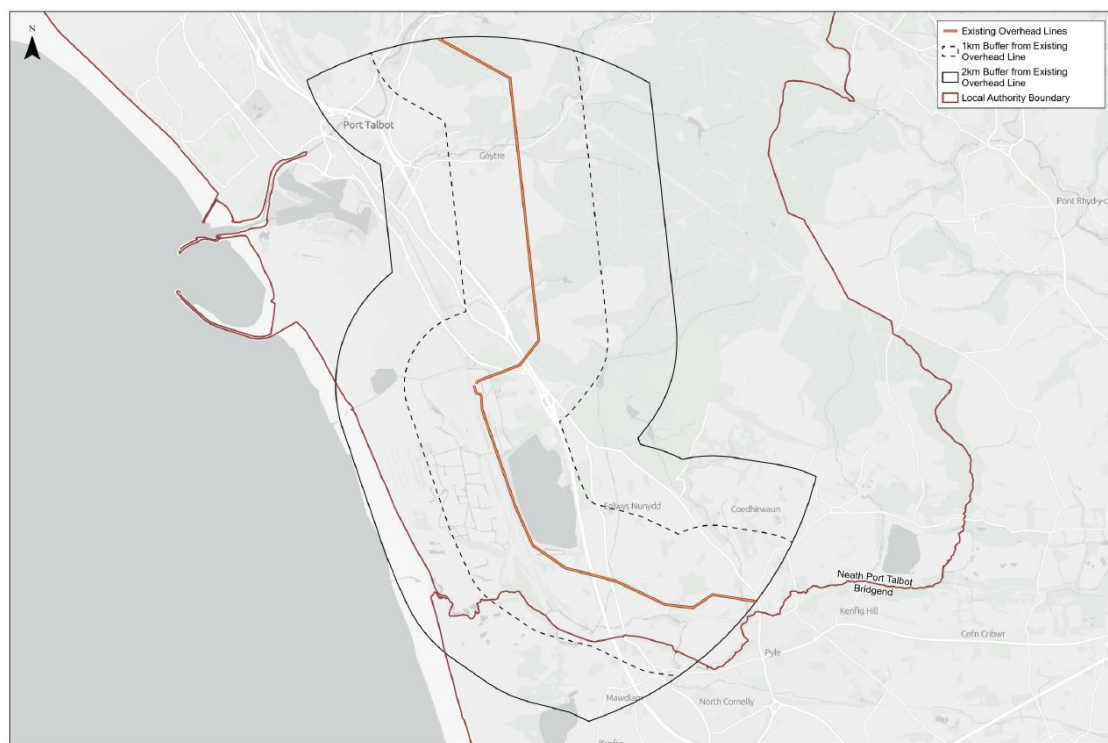 N
Existing Overhead Lines
1km Buffer from Existing
Overhead Line
2km Buffer from Existing
Overhead Line
Local Authority Boundary
Port Talbot
Goytre
Pont Rhyd-y-c
Eglwys Nunydd
Coedhirwaun
Neath Port Talbot
Bridgend
Kenfig Hill
Cefn Cribwr
Pyle
Mawdlam
North Cornelly
Kenfig